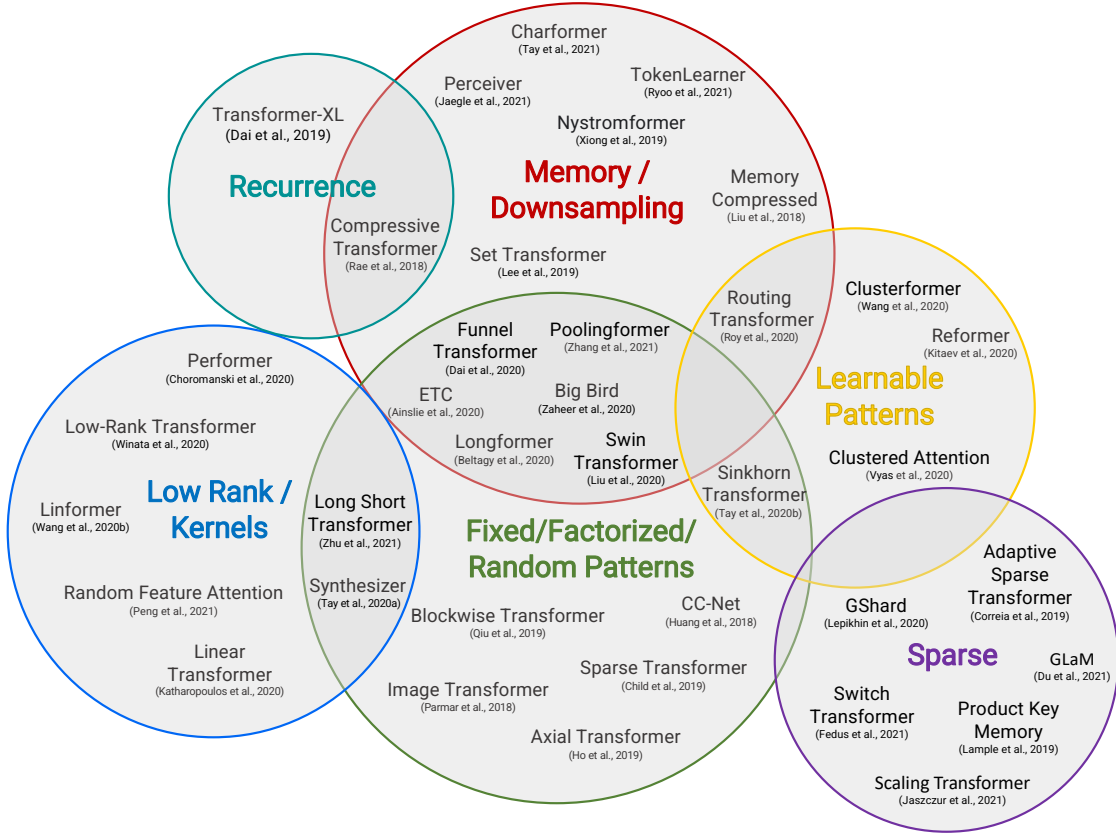 Charformer
(Tay et al., 2021)
Perceiver
(Jaegle et al., 2021)
TokenLearner
(Ryoo et al., 2021)
Transformer-XL
(Dai et al., 2019)
Nystromformer
(Xiong et al., 2019)
Recurrence
Memory /
Downsampling
Memory
Compressed
(Liu et al., 2018)
Compressive
Transformer
(Rae et al., 2018)
Set Transformer
(Lee et al., 2019)
Routing
Transformer
(Roy et al., 2020)
Clusterformer
(Wang et al., 2020)
Reformer
(Kitaev et al., 2020)
Funnel
Transformer
(Dai et al., 2020)
Poolingformer
(Zhang et al., 2021)
Performer
(Choromanski et al., 2020)
ETC
(Ainslie et al., 2020)
Big Bird
(Zaheer et al., 2020)
Learnable
Patterns
Low-Rank Transformer
(Winata et al., 2020)
Longformer
(Beltagy et al., 2020)
Swin
Transformer
(Liu et al., 2020)
Sinkhorn
Transformer
(Tay et al., 2020b)
Clustered Attention
(Vyas et al., 2020)
Linformer
(Wang et al., 2020b)
Low Rank /
Kernels
Long Short
Transformer
(Zhu et al., 2021)
Fixed/Factorized/
Random Patterns
Adaptive
Sparse
Transformer
(Correia et al., 2019)
Random Feature Attention
(Peng et al., 2021)
Synthesizer
(Tay et al., 2020a)
Blockwise Transformer
(Qiu et al., 2019)
CC-Net
(Huang et al., 2018)
GShard
(Lepikhin et al., 2020)
Sparse
GLaM
(Du et al., 2021)
Linear
Transformer
(Katharopoulos et al., 2020)
Sparse Transformer
(Child et al., 2019)
Image Transformer
(Parmar et al., 2018)
Switch
Transformer
(Fedus et al., 2021)
Product Key
Memory
(Lample et al., 2019)
Axial Transformer
(Ho et al., 2019)
Scaling Transformer
(Jaszczur et al., 2021)